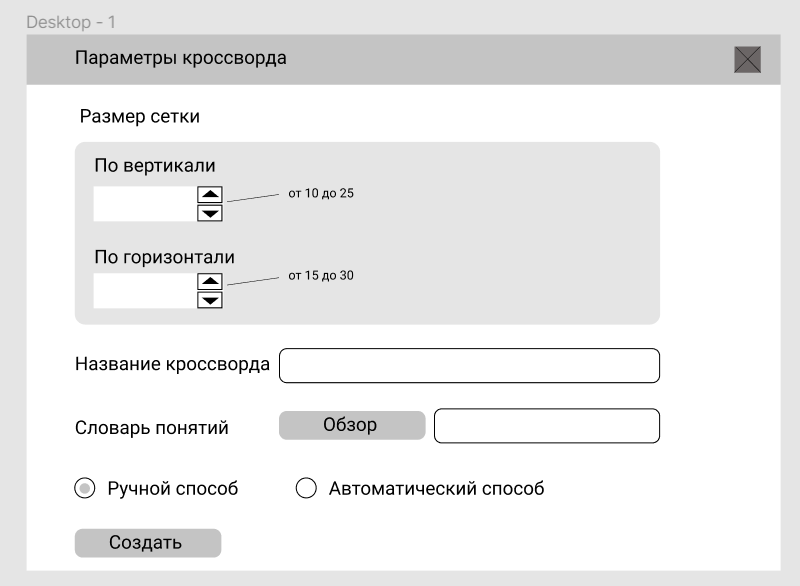 Desktop - 1
Параметры кроссворда
Размер сетки
По вертикали
от 10 до 25
По горизонтали
от 15 до 30
Название кроссворда
Словарь понятий
Обзор
Ручной способ
Автоматический способ
Создать